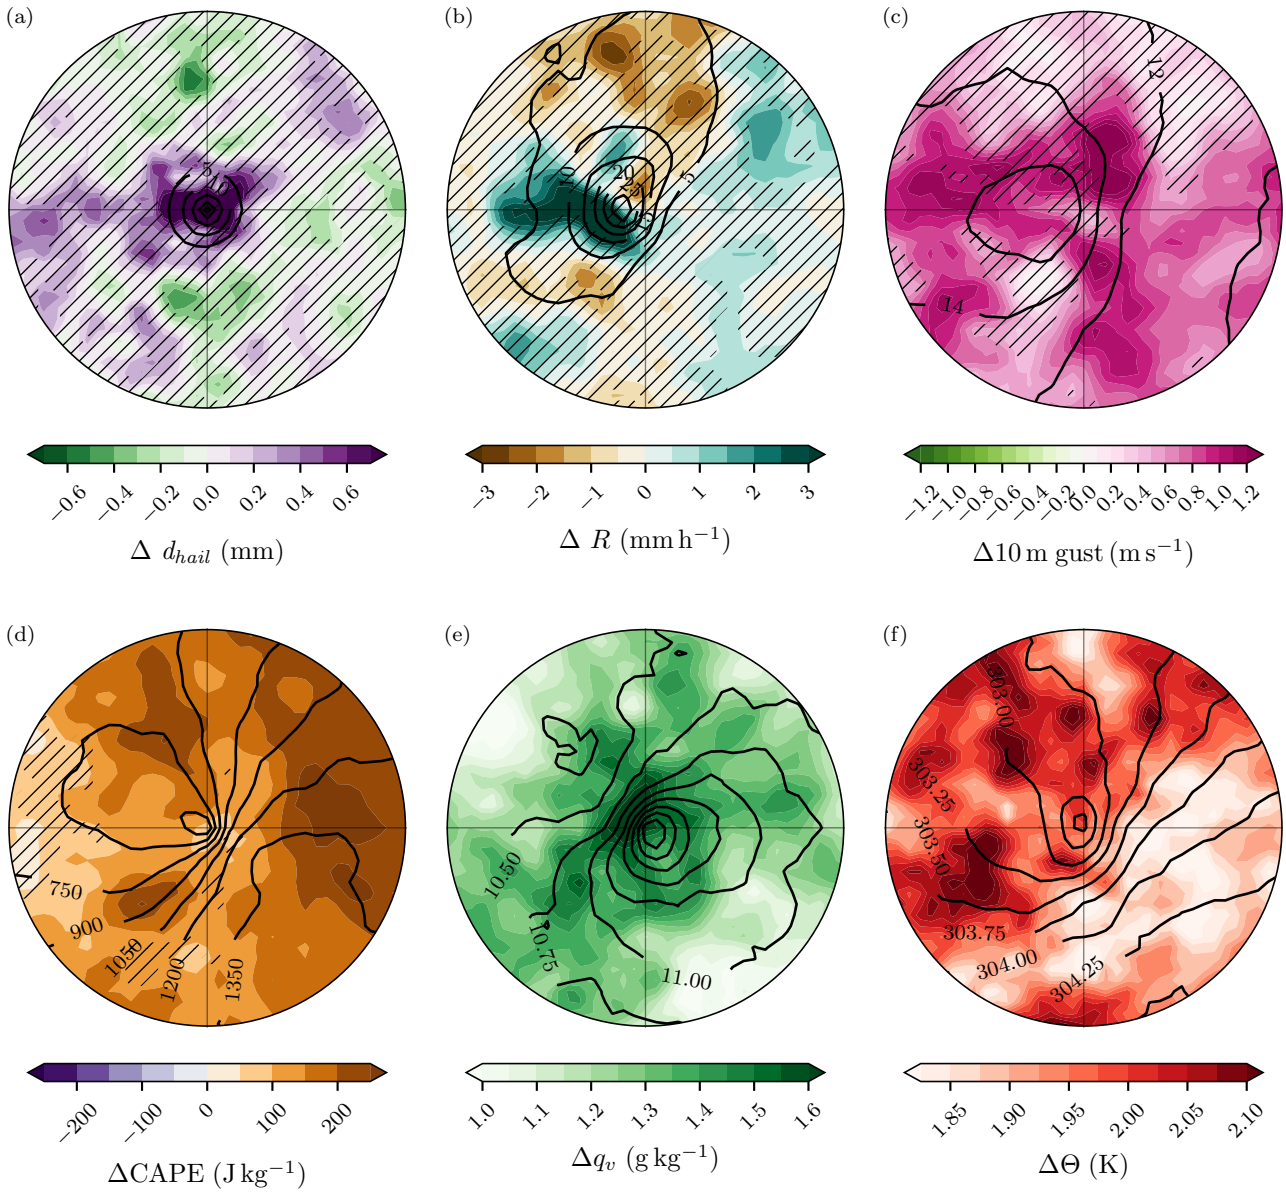 (a)
(b)
(c)
5
10
10
20
25
15
5
12
14
−0.6 −0.4 −0.2 0.0 0.2 0.4 0.6
Δ d_hail (mm)
−3 −2 −1 0 1 2 3
Δ R (mm h⁻¹)
−1.2 −1.0 −0.8 −0.6 −0.4 −0.2 0.0 0.2 0.4 0.6 0.8 1.0 1.2
Δ10 m gust (m s⁻¹)
(d)
(e)
(f)
750
900
1050
1200
1350
10.50
10.75
11.00
303.00
303.25
303.50
303.75
304.00
304.25
−200 −100 0 100 200
ΔCAPE (J kg⁻¹)
1.0 1.1 1.2 1.3 1.4 1.5 1.6
Δq_v (g kg⁻¹)
1.85 1.90 1.95 2.00 2.05 2.10
ΔΘ (K)